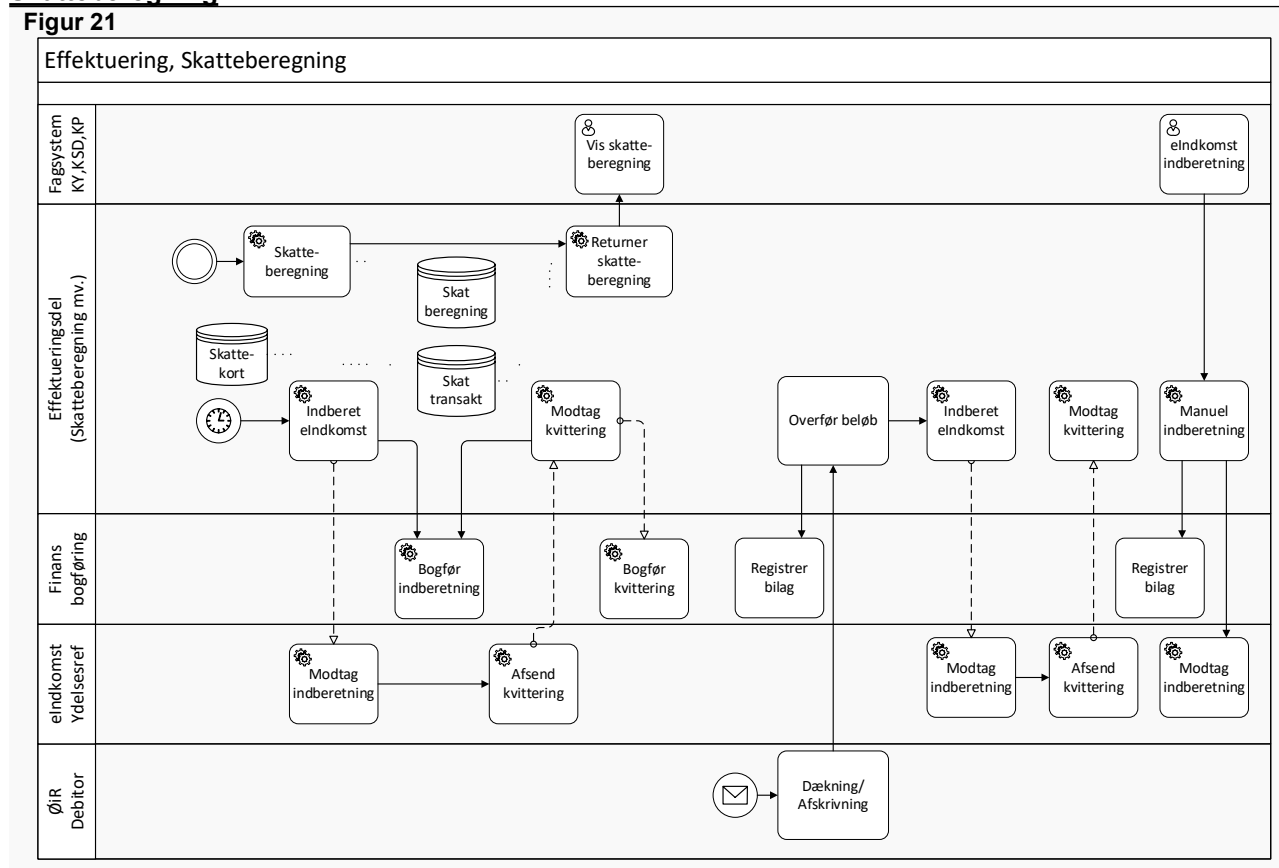 Figur 21
Effektuering, Skatteberegning
Fagsystem
KY,KSD,KP
Vis skatte-
beregning
eIndkomst
indberetning
Effektueringsdel
(Skatteberegning mv.)
Skatte-
beregning
Returner
skatte-
beregning
Skat
beregning
Skatte-
kort
Skat
transakt
Indberet
eIndkomst
Modtag
kvittering
Overfør beløb
Indberet
eIndkomst
Modtag
kvittering
Manuel
indberetning
Finans
bogføring
Bogfør
indberetning
Bogfør
kvittering
Registrer
bilag
Registrer
bilag
eIndkomst
Ydelsesref
Modtag
indberetning
Afsend
kvittering
Modtag
indberetning
Afsend
kvittering
Modtag
indberetning
ØiR
Debitor
Dækning/
Afskrivning